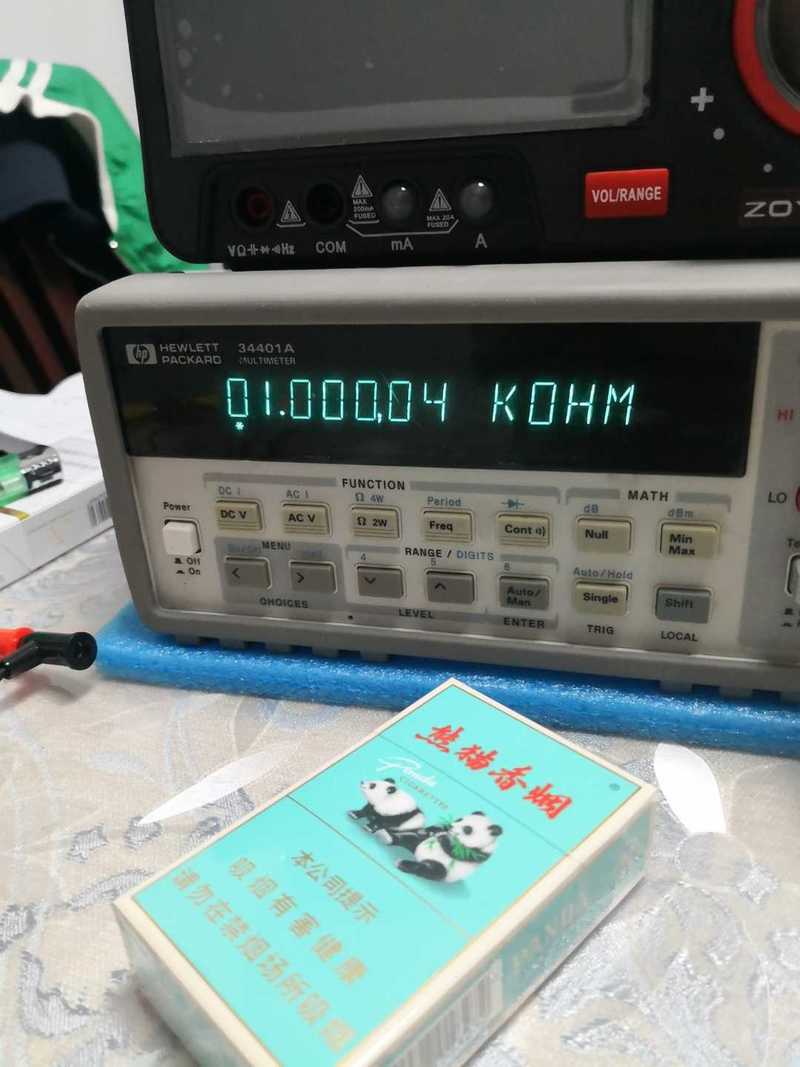 VOL/RANGE
MAX
200mA
FUSED
MAX 20A
FUSED
COM
mA
A
hp HEWLETT
PACKARD
34401A
MULTIMETER
01.000,04 KOHM
*
HI
LO
FUNCTION
MATH
DC I
AC I
Ω 4W
Period
dB
dBm
Power
DC V
AC V
Ω 2W
Freq
Cont
Null
Min
Max
Off
On
MENU
RANGE / DIGITS
4
5
6
Auto/Hold
<
>
Auto/
Man
Single
Shift
CHOICES
LEVEL
ENTER
TRIG
LOCAL
熊猫香烟
Panda
CIGARETTES
本公司提示
吸烟有害健康
请勿在禁烟场所吸烟
PANDA